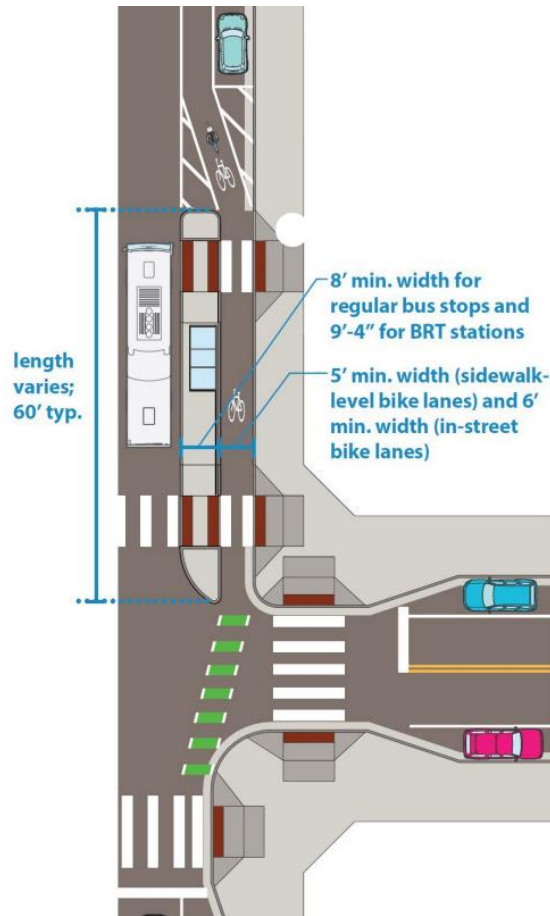 8’ min. width for
regular bus stops and
9’-4” for BRT stations
length
varies;
60’ typ.
5’ min. width (sidewalk-
level bike lanes) and 6’
min. width (in-street
bike lanes)